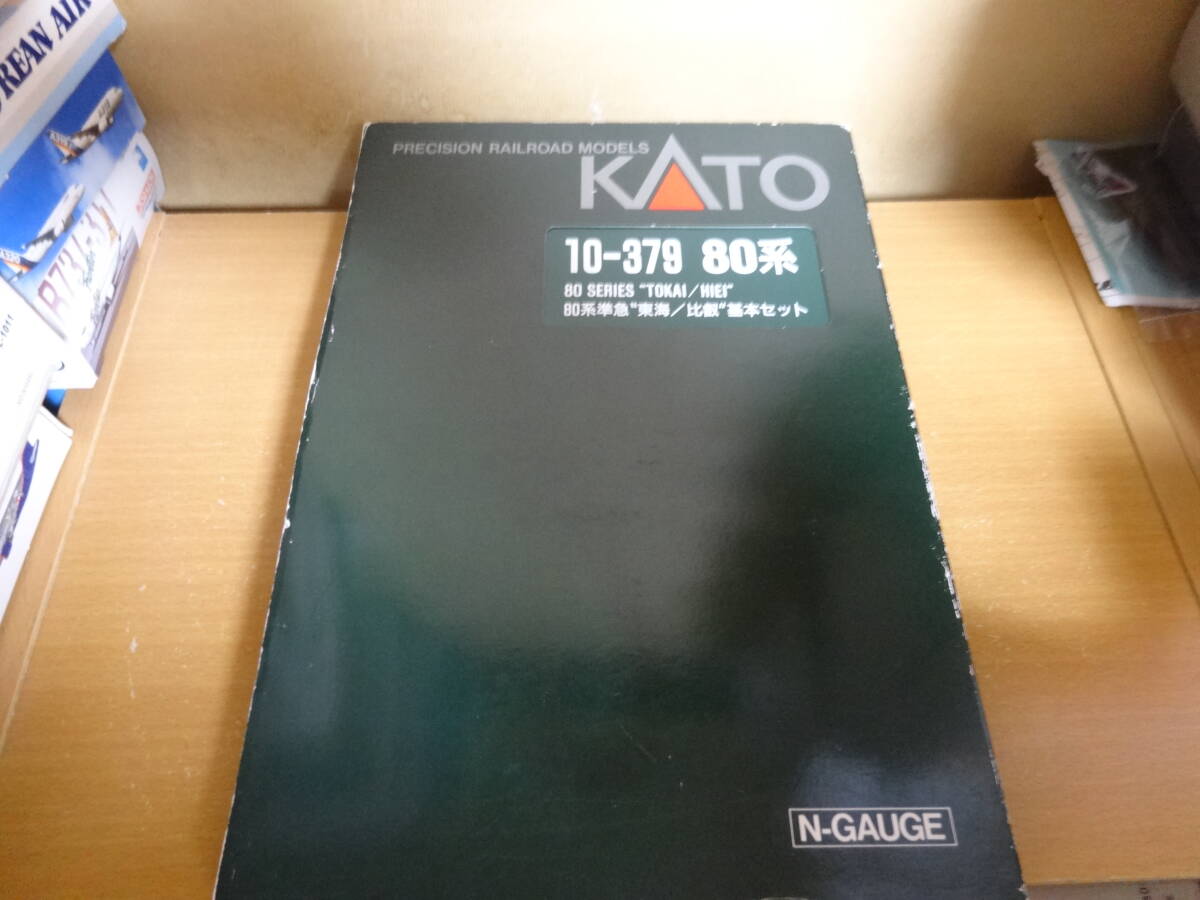 PRECISION RAILROAD MODELS
KATO
10-379 80系
80 SERIES "TOKAI/HIEI"
80系準急"東海/比叡"基本セット
N-GAUGE
REAN AIR